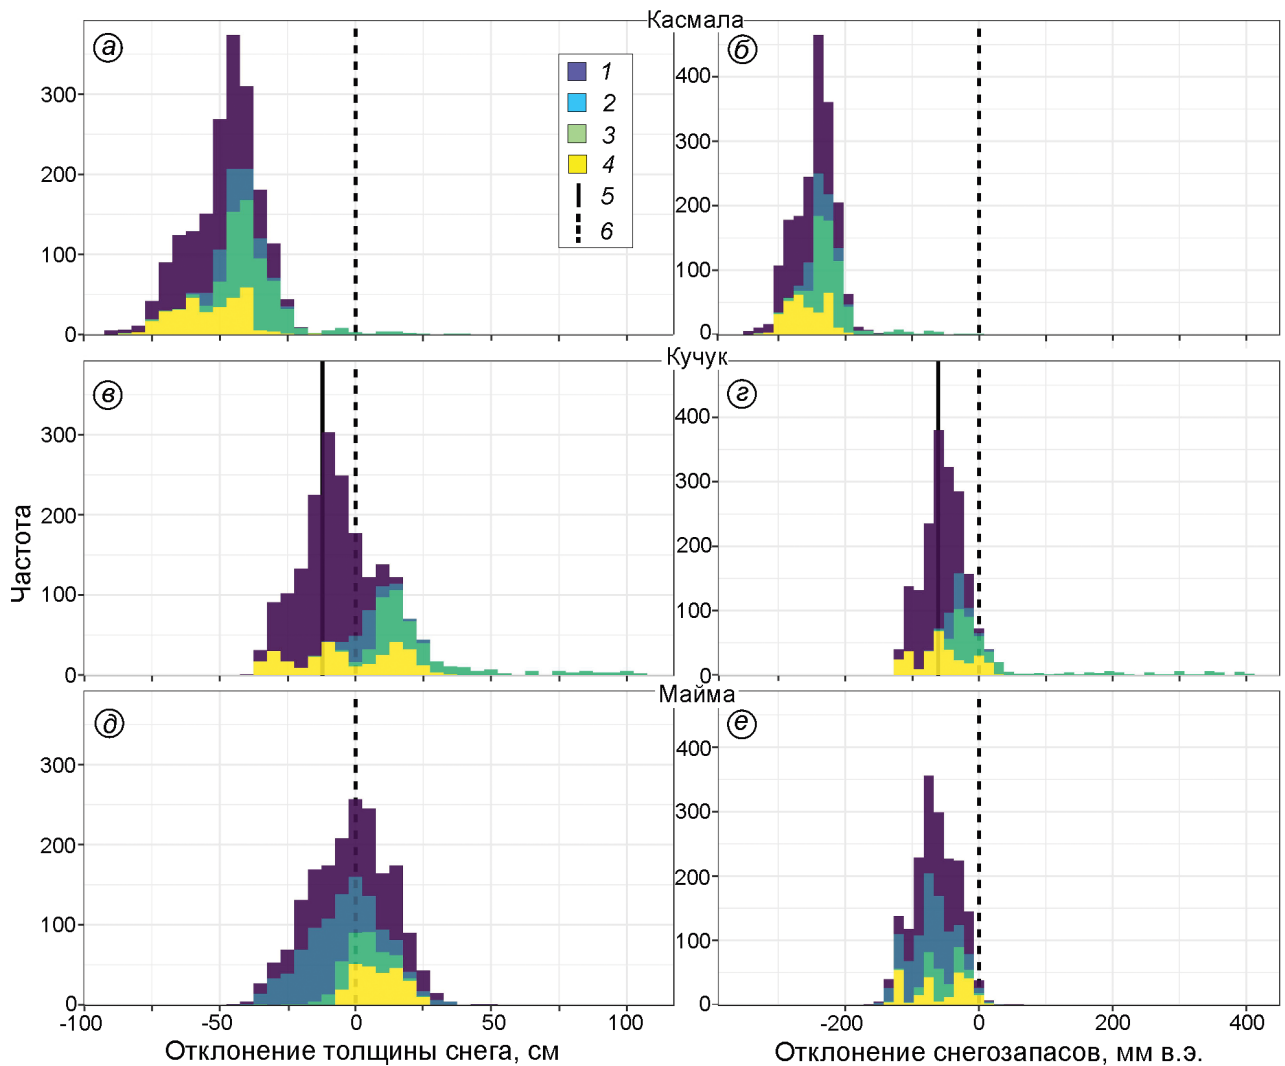 Касмала
а
300
200
100
0
1
2
3
4
5
6
б
400
300
200
100
0
Кучук
в
300
200
100
0
г
400
300
200
100
0
Частота
Майма
д
300
200
100
0
е
400
300
200
100
0
-100 -50 0 50 100
-200 0 200 400
Отклонение толщины снега, см
Отклонение снегозапасов, мм в.э.